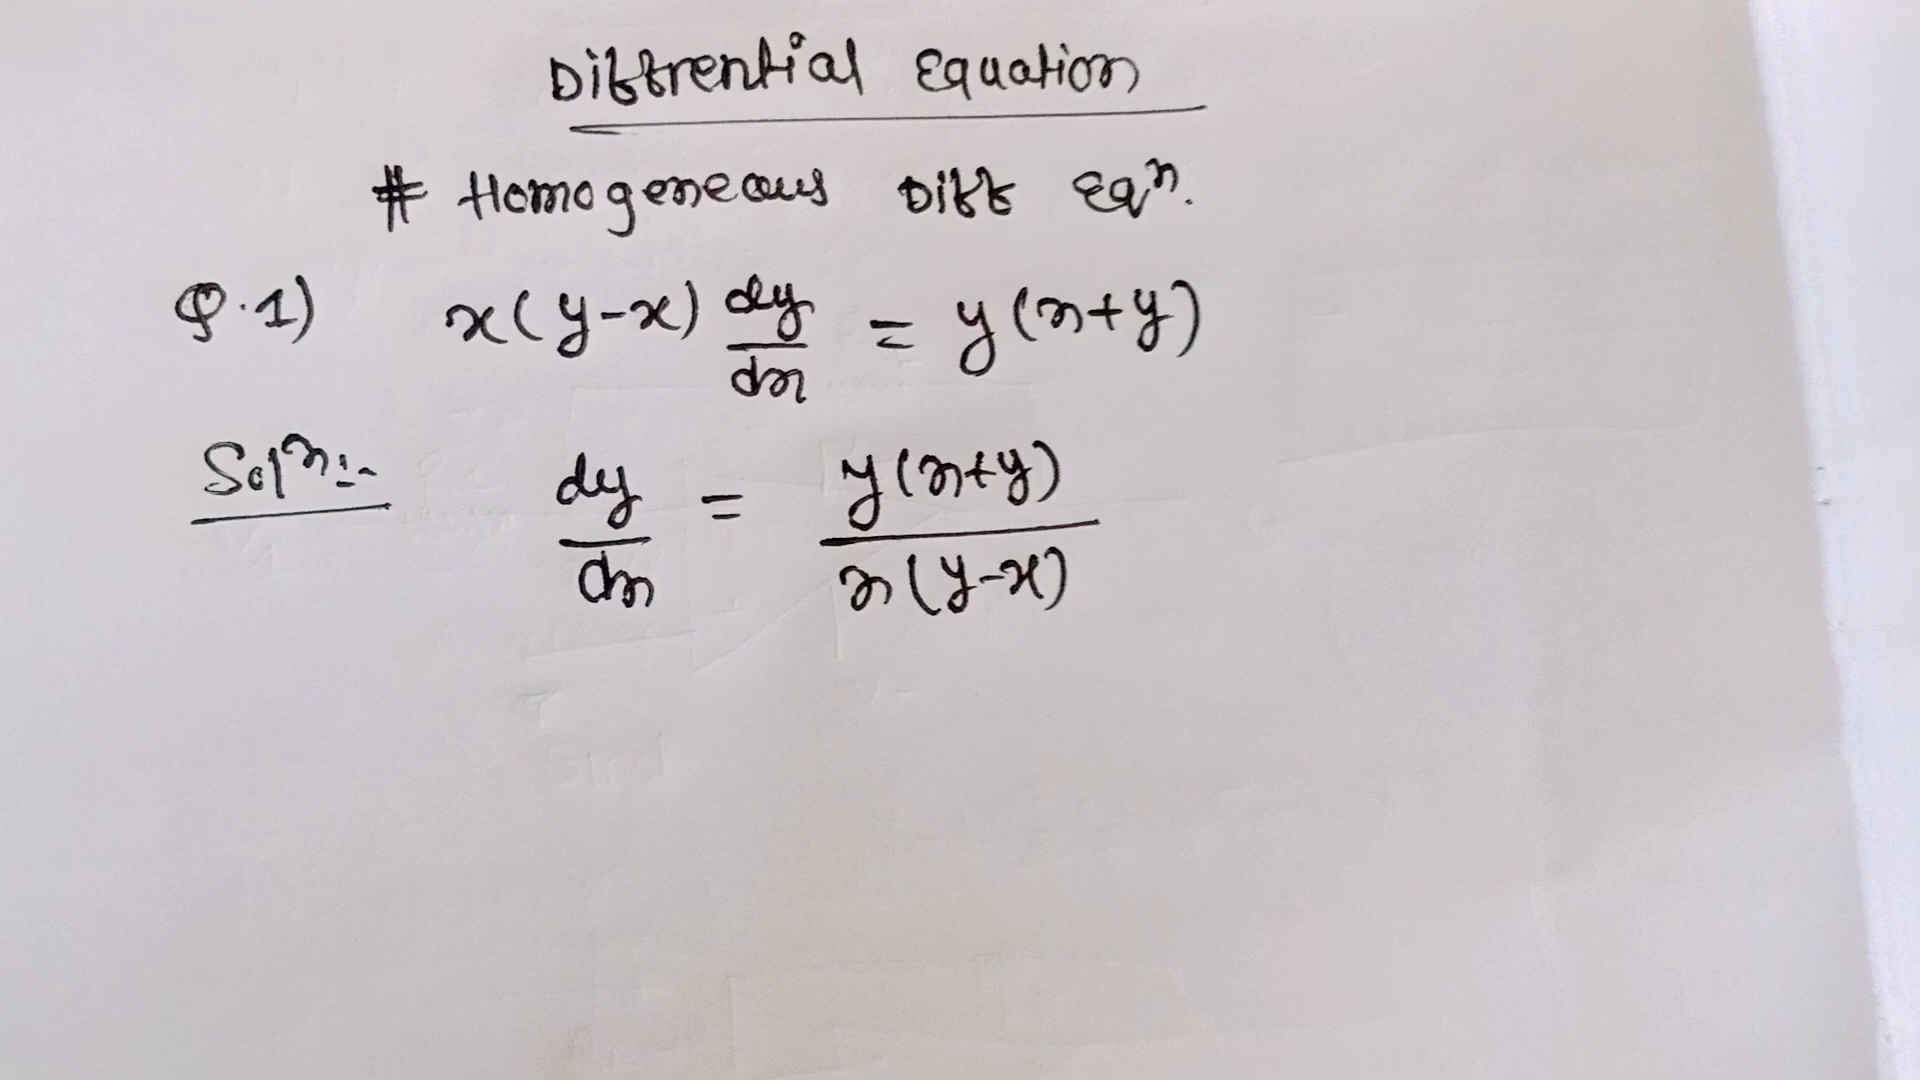 Diffrential Equation
# Homogeneous Diff Eqⁿ.
Q.1) x(y-x) dy/dx = y(x+y)
Solⁿ:- dy/dx = y(x+y)/x(y-x)